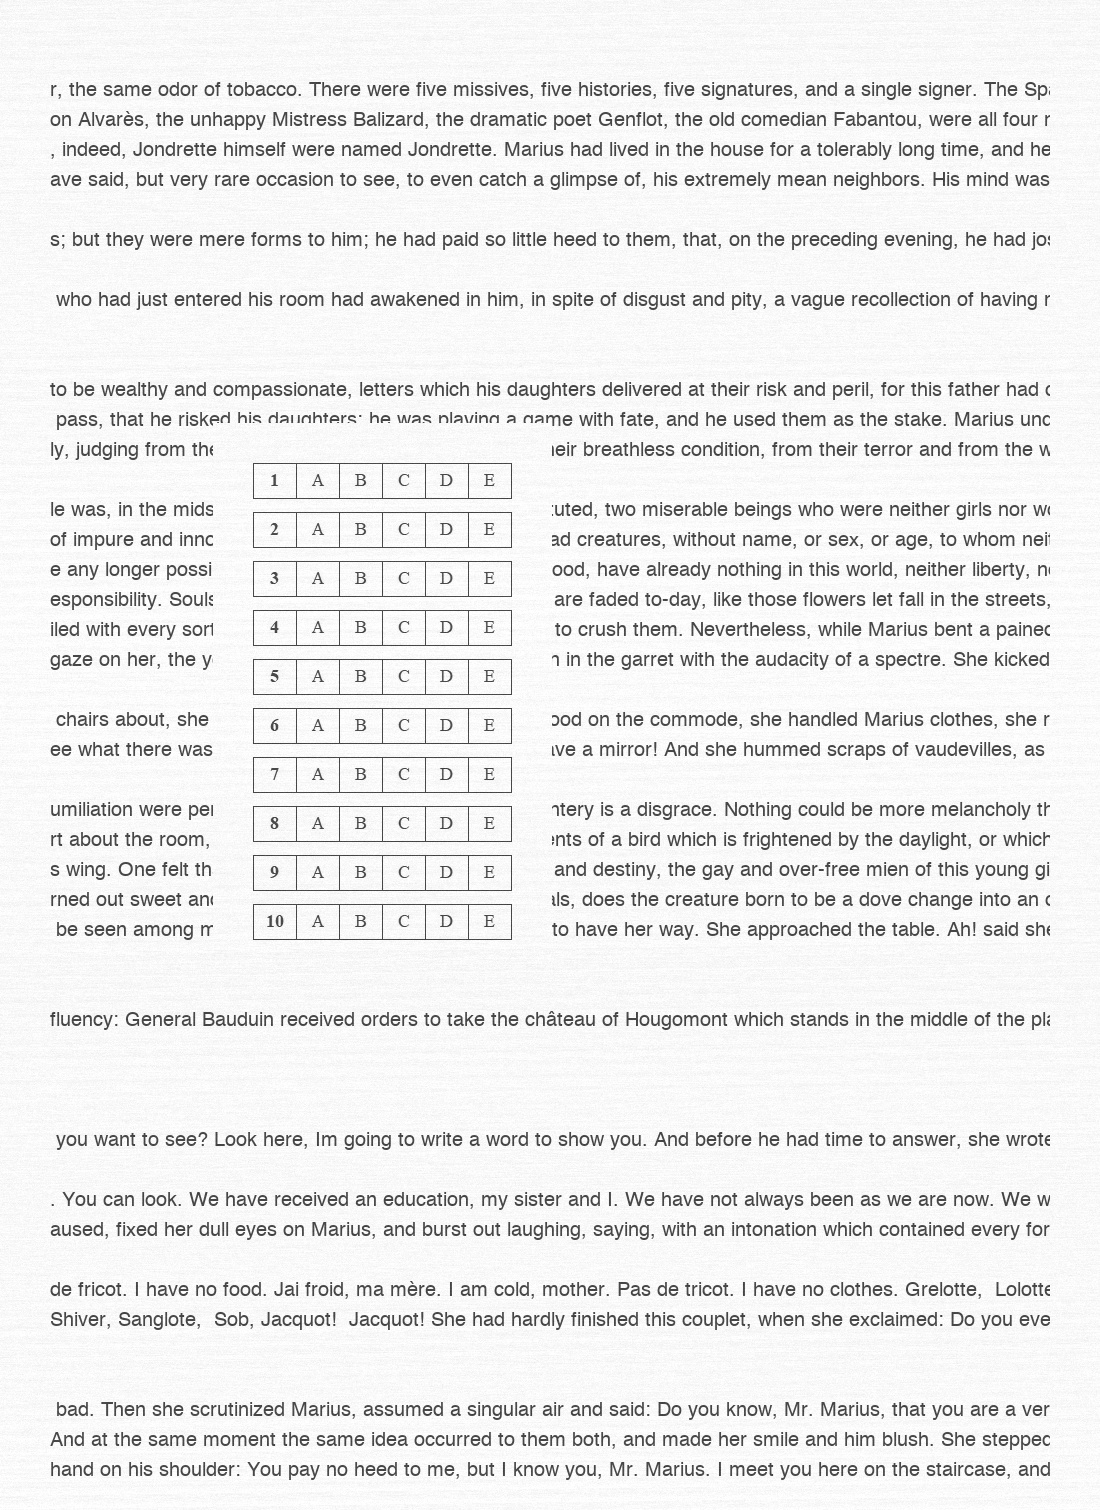 r, the same odor of tobacco. There were five missives, five histories, five signatures, and a single signer. The Spa
on Alvarès, the unhappy Mistress Balizard, the dramatic poet Genflot, the old comedian Fabantou, were all four
, indeed, Jondrette himself were named Jondrette. Marius had lived in the house for a tolerably long time, and he
ave said, but very rare occasion to see, to even catch a glimpse of, his extremely mean neighbors. His mind was
s; but they were mere forms to him; he had paid so little heed to them, that, on the preceding evening, he had jos
who had just entered his room had awakened in him, in spite of disgust and pity, a vague recollection of having
to be wealthy and compassionate, letters which his daughters delivered at their risk and peril, for this father had
pass, that he risked his daughters; he was playing a game with fate, and he used them as the stake. Marius und
ly, judging from the eir breathless condition, from their terror and from the w
le was, in the mids tuted, two miserable beings who were neither girls nor wo
of impure and inno ad creatures, without name, or sex, or age, to whom neit
e any longer possi ood, have already nothing in this world, neither liberty, n
esponsibility. Souls are faded to-day, like those flowers let fall in the streets,
iled with every sort to crush them. Nevertheless, while Marius bent a pained
gaze on her, the y n in the garret with the audacity of a spectre. She kicked
chairs about, she ood on the commode, she handled Marius clothes, she r
ee what there was ave a mirror! And she hummed scraps of vaudevilles, as
umiliation were per ntery is a disgrace. Nothing could be more melancholy th
rt about the room, ents of a bird which is frightened by the daylight, or which
s wing. One felt th and destiny, the gay and over-free mien of this young gi
rned out sweet and als, does the creature born to be a dove change into an
be seen among m to have her way. She approached the table. Ah! said she
1 A B C D E
2 A B C D E
3 A B C D E
4 A B C D E
5 A B C D E
6 A B C D E
7 A B C D E
8 A B C D E
9 A B C D E
10 A B C D E
fluency: General Bauduin received orders to take the château of Hougomont which stands in the middle of the pla
you want to see? Look here, Im going to write a word to show you. And before he had time to answer, she wrote
. You can look. We have received an education, my sister and I. We have not always been as we are now. We w
aused, fixed her dull eyes on Marius, and burst out laughing, saying, with an intonation which contained every for
de fricot. I have no food. Jai froid, ma mère. I am cold, mother. Pas de tricot. I have no clothes. Grelotte, Lolotte
Shiver, Sanglote, Sob, Jacquot! Jacquot! She had hardly finished this couplet, when she exclaimed: Do you eve
bad. Then she scrutinized Marius, assumed a singular air and said: Do you know, Mr. Marius, that you are a ver
And at the same moment the same idea occurred to them both, and made her smile and him blush. She stepped
hand on his shoulder: You pay no heed to me, but I know you, Mr. Marius. I meet you here on the staircase, and